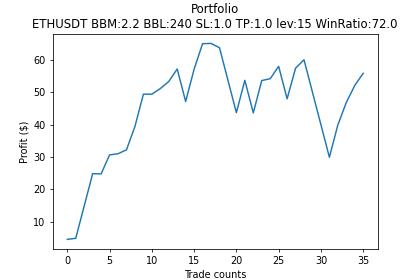 Portfolio
ETHUSDT BBM:2.2 BBL:240 SL:1.0 TP:1.0 lev:15 WinRatio:72.0
60
50
40
30
20
10
Profit ($)
0 5 10 15 20 25 30 35
Trade counts